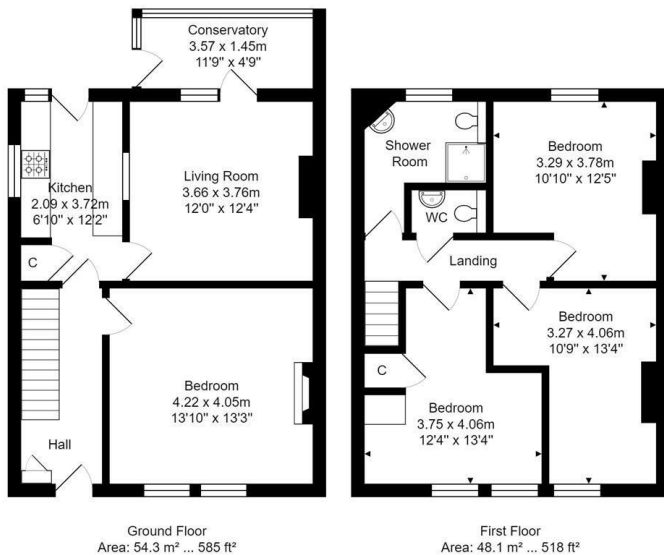 Conservatory
3.57 x 1.45m
11'9" x 4'9"
Kitchen
2.09 x 3.72m
6'10" x 12'2"
Living Room
3.66 x 3.76m
12'0" x 12'4"
C
Bedroom
4.22 x 4.05m
13'10" x 13'3"
Hall
Ground Floor
Area: 54.3 m² ... 585 ft²
Shower
Room
WC
Bedroom
3.29 x 3.78m
10'10" x 12'5"
Landing
Bedroom
3.27 x 4.06m
10'9" x 13'4"
C
Bedroom
3.75 x 4.06m
12'4" x 13'4"
First Floor
Area: 48.1 m² ... 518 ft²